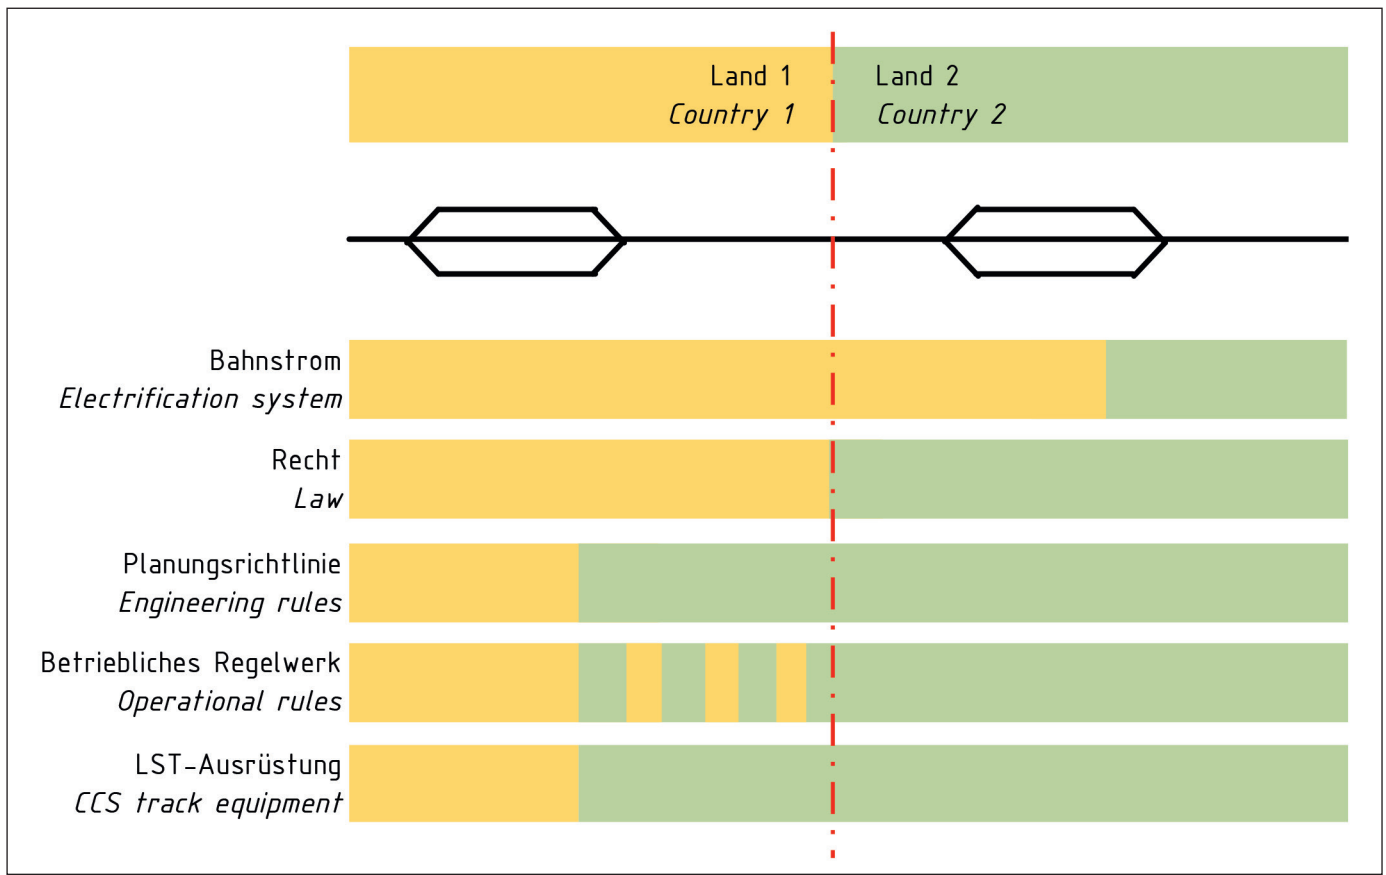 Land 1
Country 1
Land 2
Country 2
Bahnstrom
Electrification system
Recht
Law
Planungsrichtlinie
Engineering rules
Betriebliches Regelwerk
Operational rules
LST-Ausrüstung
CCS track equipment